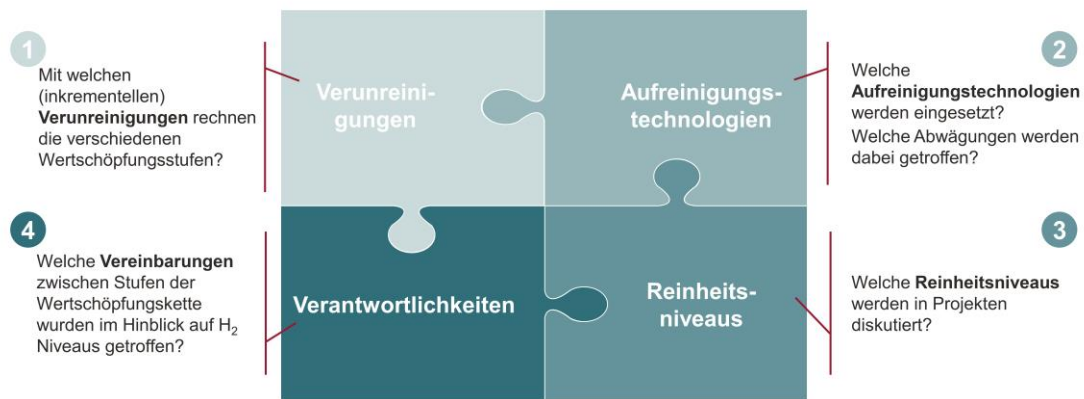 1
Mit welchen
(inkrementellen)
Verunreinigungen rechnen
die verschiedenen
Wertschöpfungsstufen?
Verunreini-
gungen
Aufreinigungs-
technologien
2
Welche
Aufreinigungstechnologien
werden eingesetzt?
Welche Abwägungen werden
dabei getroffen?
4
Welche Vereinbarungen
zwischen Stufen der
Wertschöpfungskette
wurden im Hinblick auf H₂
Niveaus getroffen?
Verantwortlichkeiten
Reinheits-
niveaus
3
Welche Reinheitsniveaus
werden in Projekten
diskutiert?